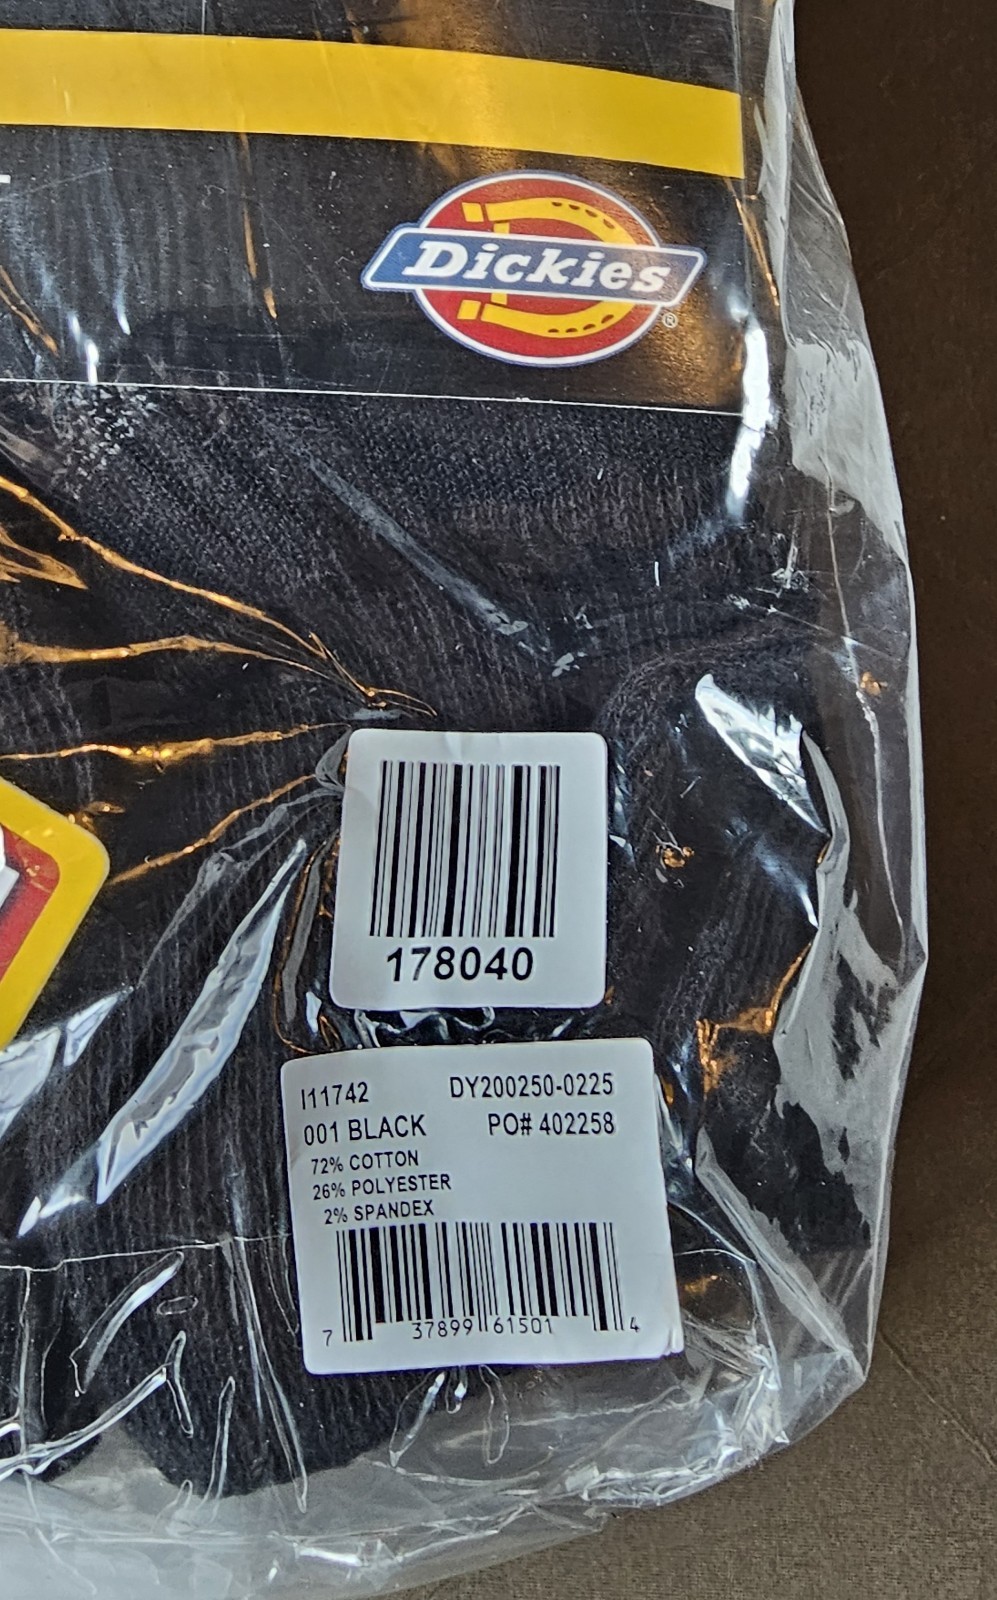 Dickies
®
178040
I11742 DY200250-0225
001 BLACK PO# 402258
72% COTTON
26% POLYESTER
2% SPANDEX
7 37899 61501 4